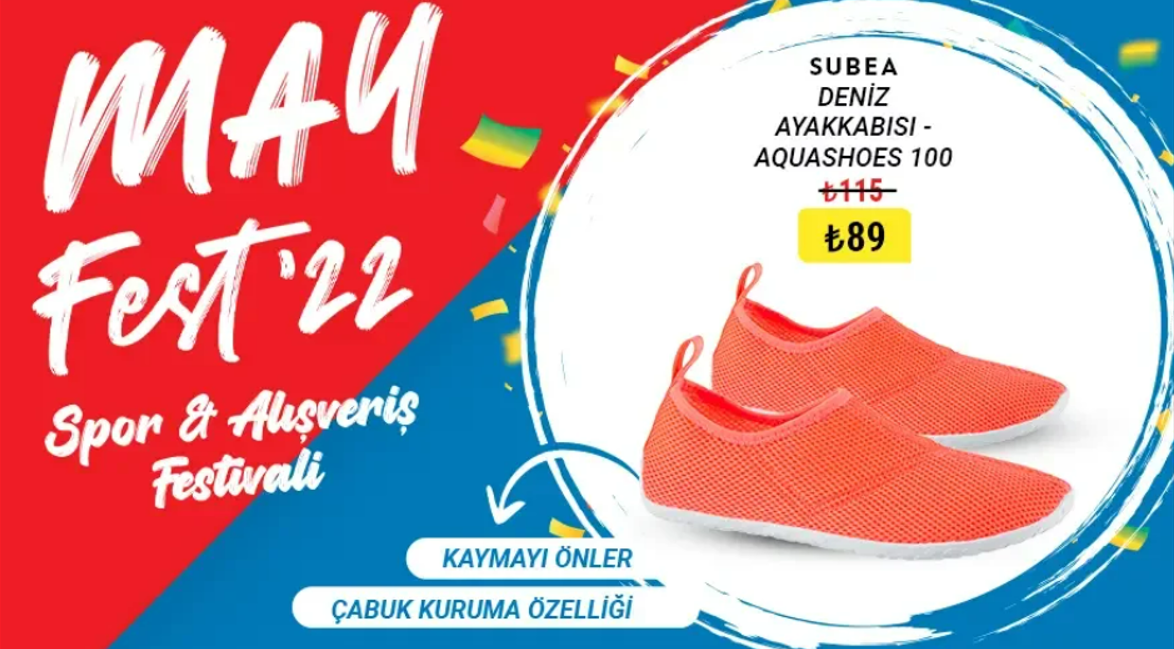 MAY
Fest '22
Spor & Alışveriş
Festivali
SUBEA
DENİZ
AYAKKABISI -
AQUASHOES 100
₺115
₺89
KAYMAYI ÖNLER
ÇABUK KURUMA ÖZELLİĞİ